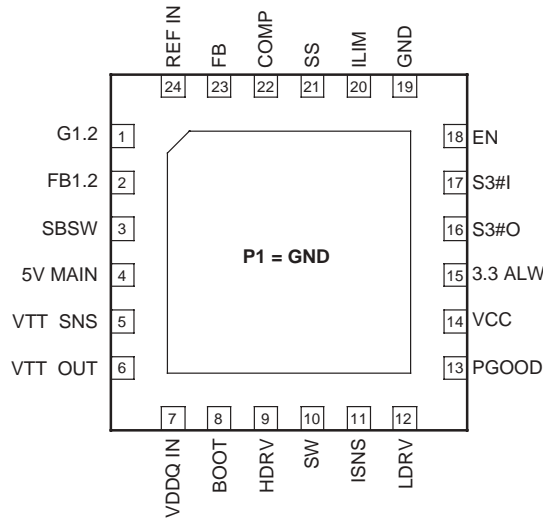 REF IN
FB
COMP
SS
ILIM
GND
24
23
22
21
20
19
G1.2 1
FB1.2 2
SBSW 3
5V MAIN 4
VTT SNS 5
VTT OUT 6
P1 = GND
18 EN
17 S3#I
16 S3#O
15 3.3 ALW
14 VCC
13 PGOOD
7
8
9
10
11
12
VDDQ IN
BOOT
HDRV
SW
ISNS
LDRV